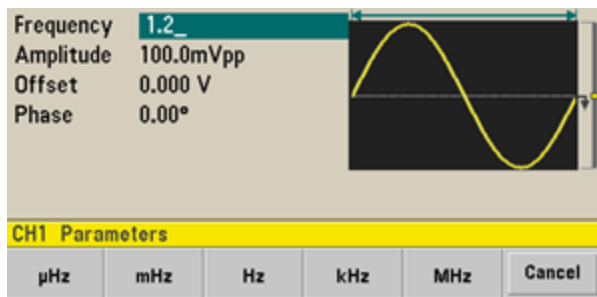 Frequency 1.2_
Amplitude 100.0mVpp
Offset 0.000 V
Phase 0.00°
CH1 Parameters
µHz mHz Hz kHz MHz Cancel